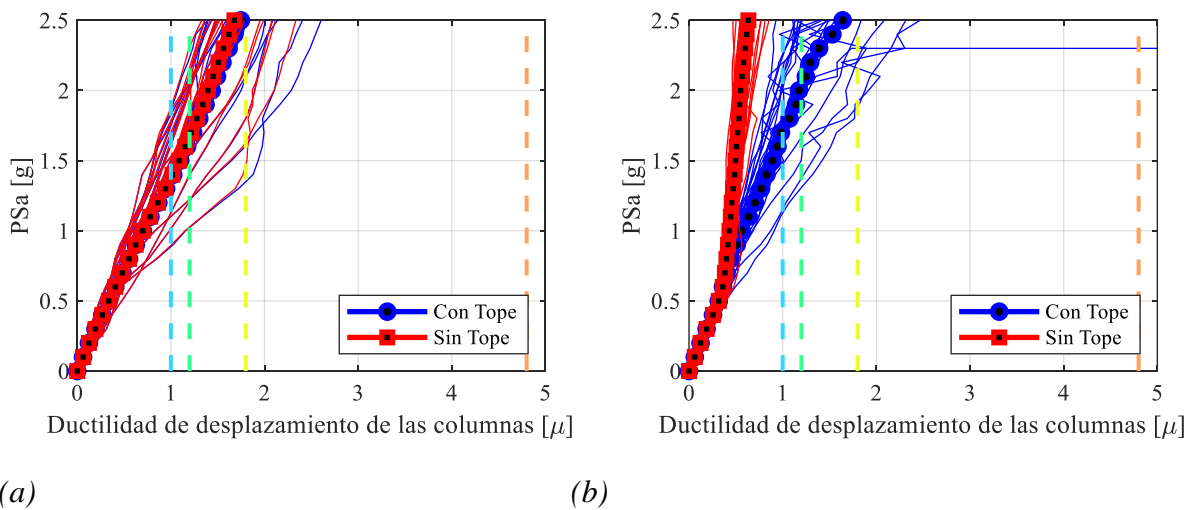 2.5
2
1.5
1
0.5
0
PSa [g]
0 1 2 3 4 5
Ductilidad de desplazamiento de las columnas [μ]
Con Tope
Sin Tope
(a)
2.5
2
1.5
1
0.5
0
PSa [g]
0 1 2 3 4 5
Ductilidad de desplazamiento de las columnas [μ]
Con Tope
Sin Tope
(b)